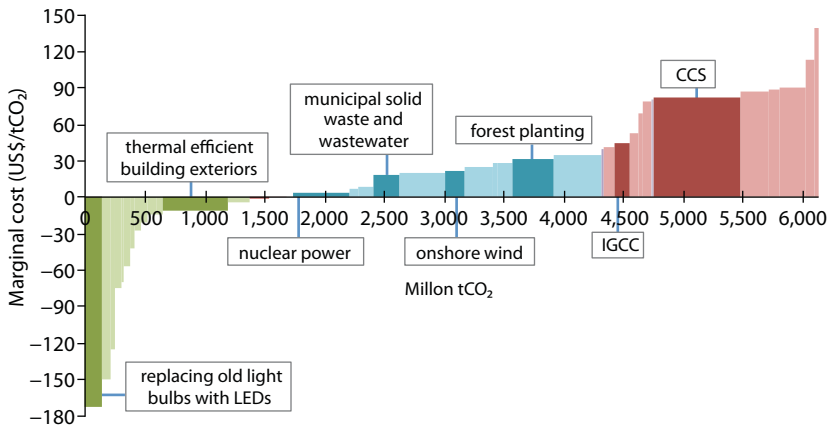 150
120
90
60
30
0
−30
−60
−90
−120
−150
−180
Marginal cost (US$/tCO₂)
thermal efficient
building exteriors
municipal solid
waste and
wastewater
forest planting
CCS
0
500
1,000
1,500
2,000
2,500
3,000
3,500
4,000
4,500
5,000
5,500
6,000
nuclear power
onshore wind
IGCC
Millon tCO₂
replacing old light
bulbs with LEDs